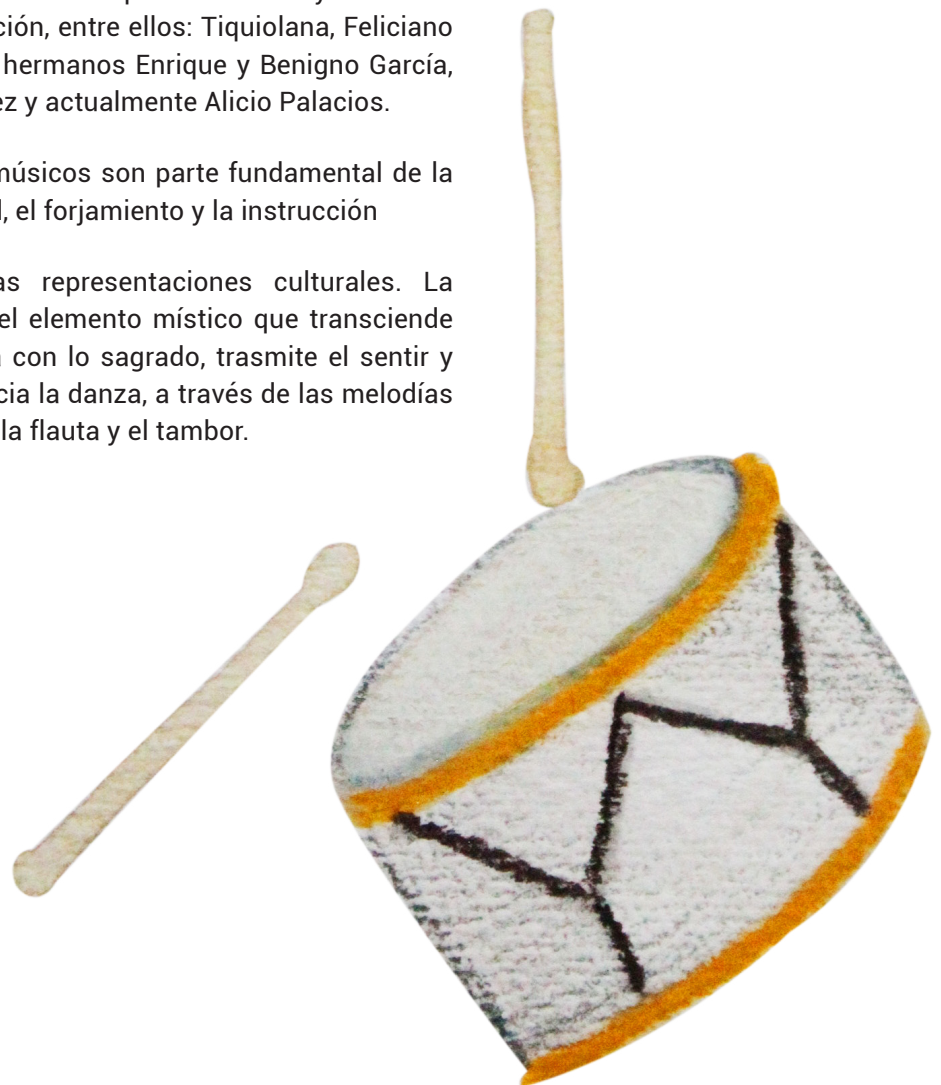 ción, entre ellos: Tiquiolana, Feliciano
hermanos Enrique y Benigno García,
ez y actualmente Alicio Palacios.
músicos son parte fundamental de la
l, el forjamiento y la instrucción
as representaciones culturales. La
el elemento místico que transciende
con lo sagrado, trasmite el sentir y
cia la danza, a través de las melodías
la flauta y el tambor.